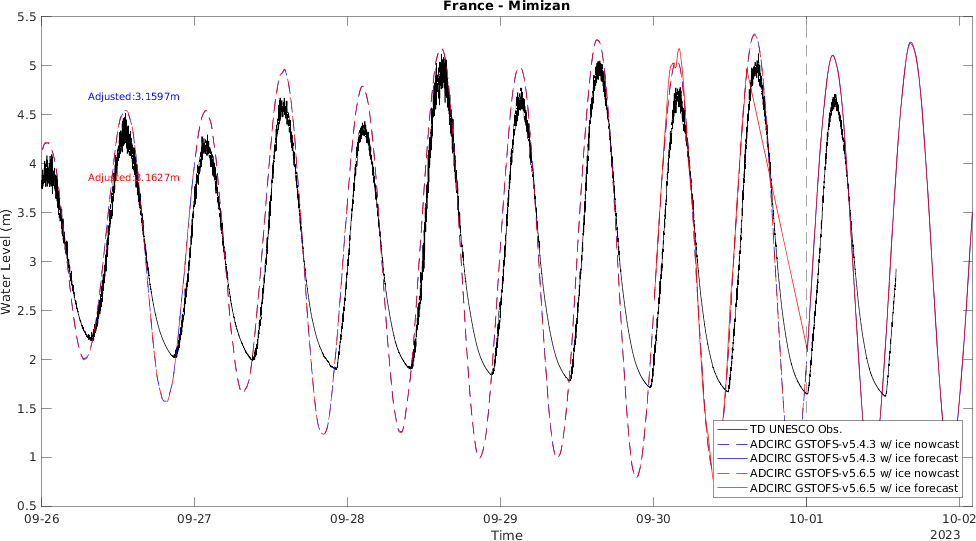 France - Mimizan
5.5
5
4.5
4
3.5
3
2.5
2
1.5
1
0.5
Water Level (m)
Adjusted:3.1597m
Adjusted:3.1627m
TD UNESCO Obs.
ADCIRC GSTOFS-v5.4.3 w/ ice nowcast
ADCIRC GSTOFS-v5.4.3 w/ ice forecast
ADCIRC GSTOFS-v5.6.5 w/ ice nowcast
ADCIRC GSTOFS-v5.6.5 w/ ice forecast
09-26 09-27 09-28 09-29 09-30 10-01 10-02
Time
2023